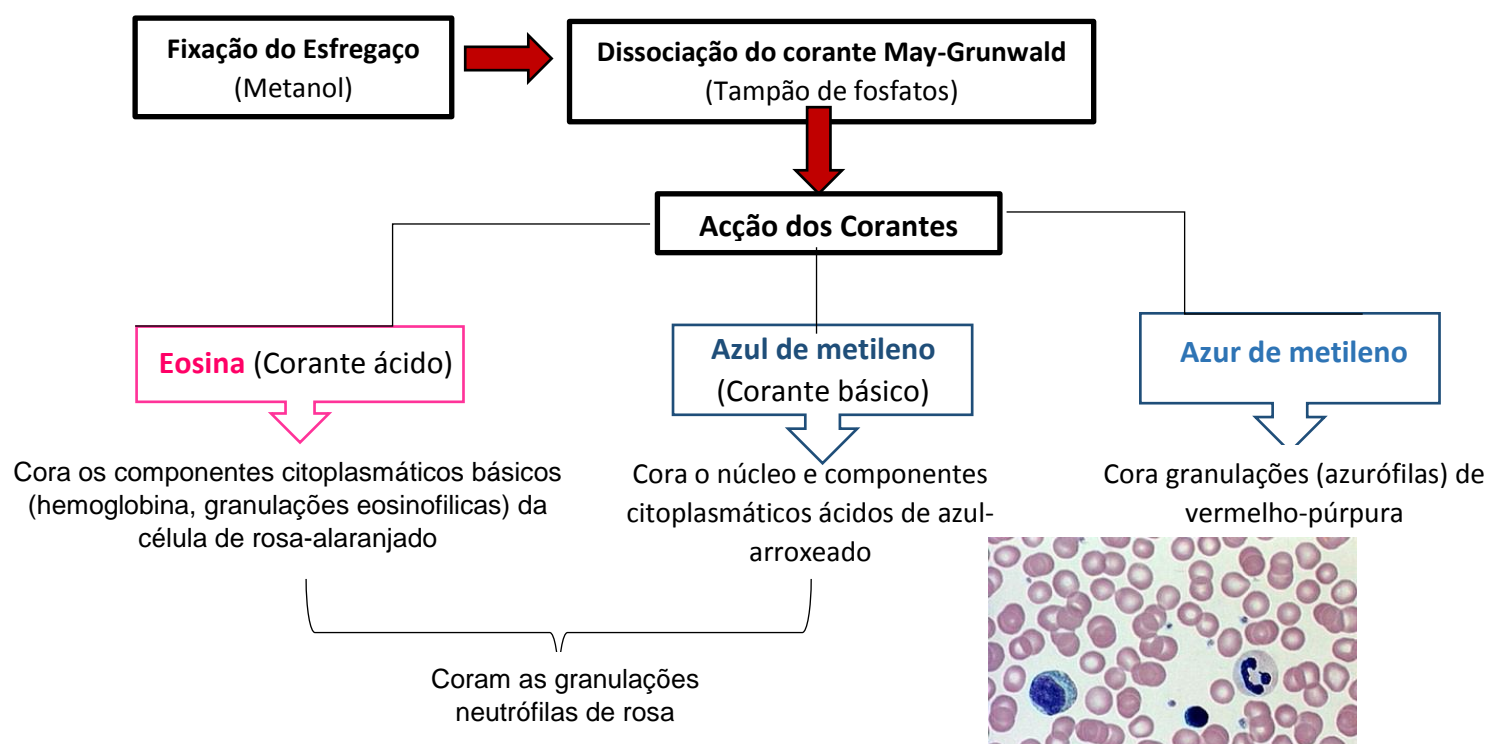 Fixação do Esfregaço
(Metanol)
Dissociação do corante May-Grunwald
(Tampão de fosfatos)
Acção dos Corantes
Eosina (Corante ácido)
Azul de metileno
(Corante básico)
Azur de metileno
Cora os componentes citoplasmáticos básicos
(hemoglobina, granulações eosinofilicas) da
célula de rosa-alaranjado
Cora o núcleo e componentes
citoplasmáticos ácidos de azul-
arroxeado
Cora granulações (azurófilas) de
vermelho-púrpura
Coram as granulações
neutrófilas de rosa